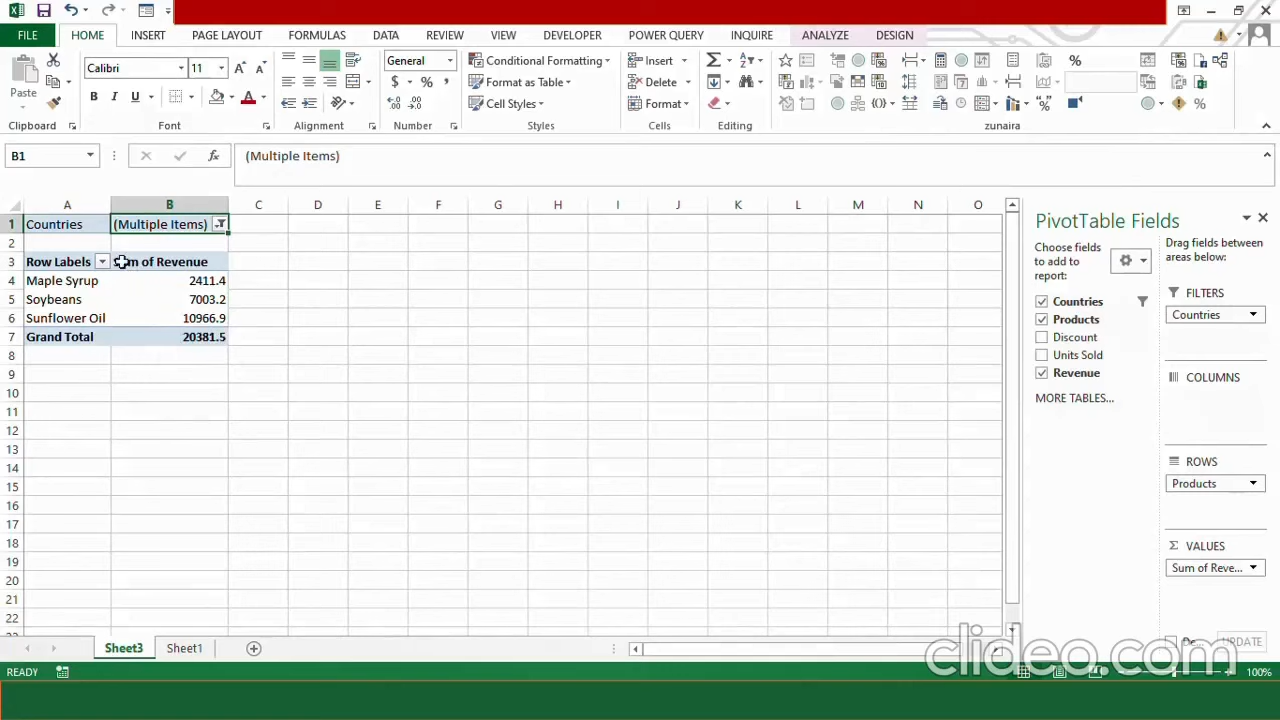 FILE HOME INSERT PAGE LAYOUT FORMULAS DATA REVIEW VIEW DEVELOPER POWER QUERY INQUIRE ANALYZE DESIGN
Paste
Clipboard
Calibri 11
B I U A
Font
Alignment
General
$ % ,
Number
Conditional Formatting
Format as Table
Cell Styles
Styles
Insert
Delete
Format
Cells
Editing
zunaira
B1
fx
(Multiple Items)
A B C D E F G H I J K L M N O
1 Countries (Multiple Items)
2
3 Row Labels Sum of Revenue
4 Maple Syrup 2411.4
5 Soybeans 7003.2
6 Sunflower Oil 10966.9
7 Grand Total 20381.5
8
9
10
11
12
13
14
15
16
17
18
19
20
21
22
PivotTable Fields
Choose fields
to add to
report:
Countries
Products
Discount
Units Sold
Revenue
MORE TABLES...
Drag fields between
areas below:
FILTERS
Countries
COLUMNS
ROWS
Products
VALUES
Sum of Reve...
De... UPDATE
Sheet3 Sheet1
clideo.com
READY
100%